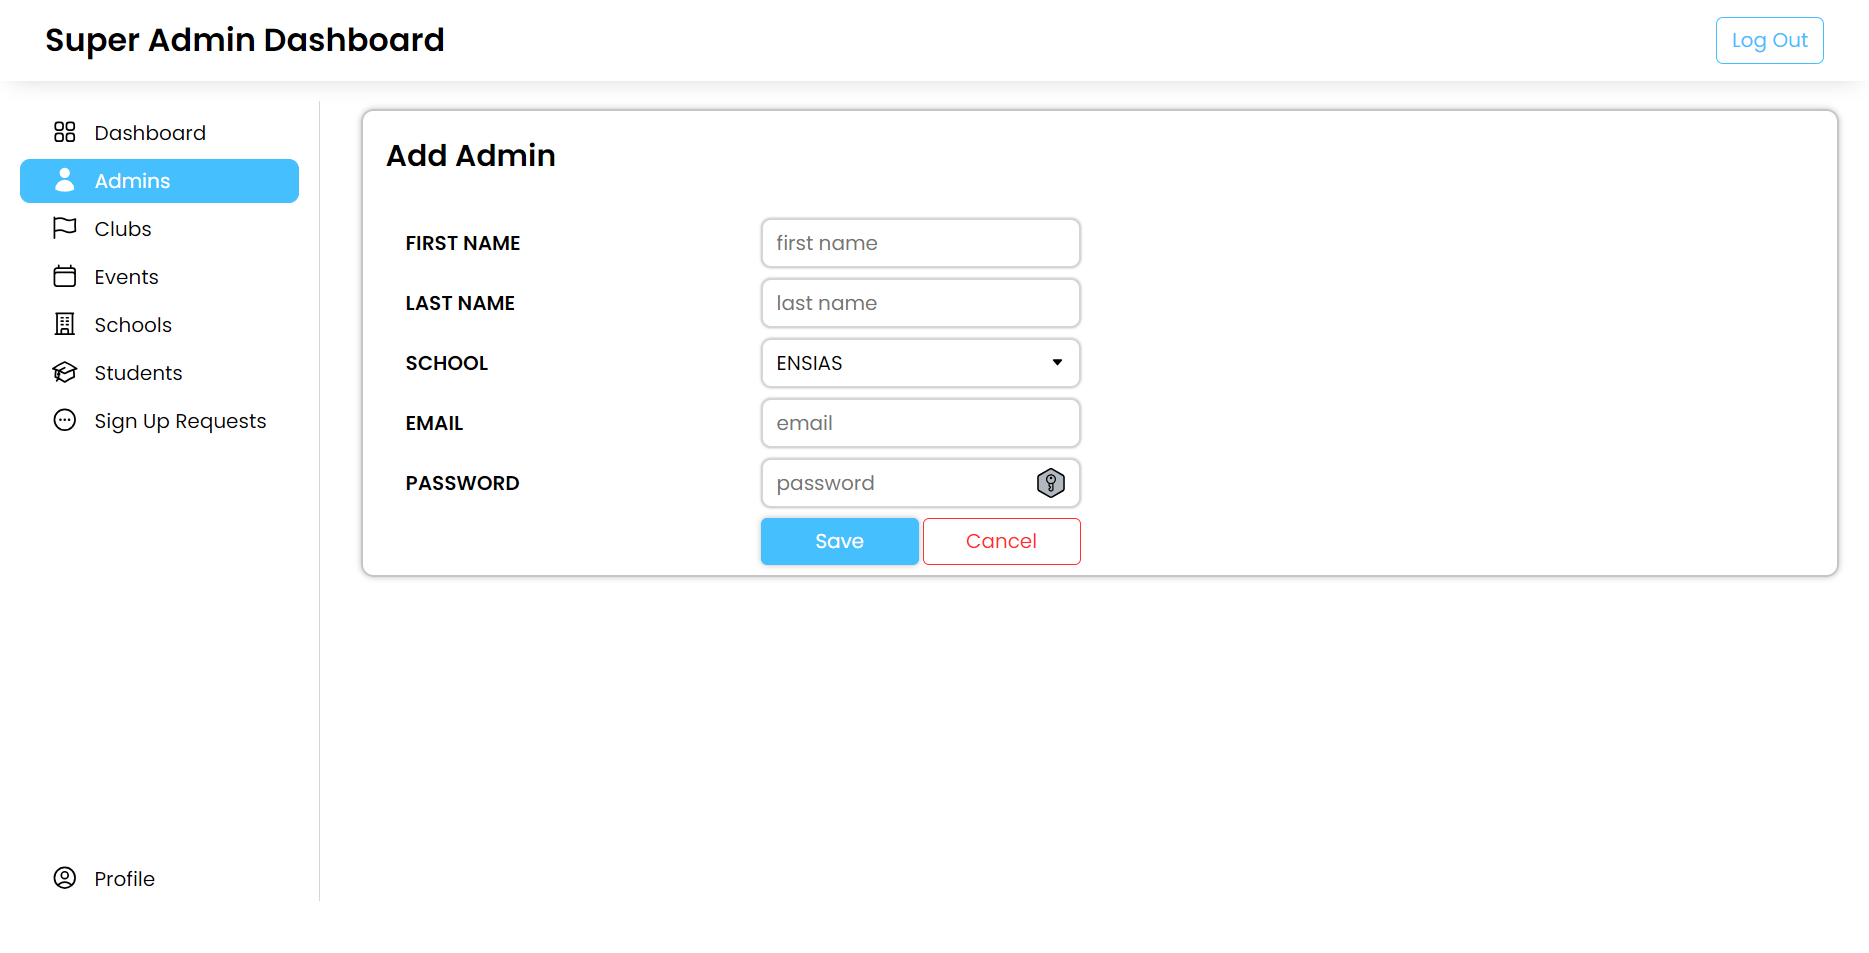 Super Admin Dashboard
Log Out
Dashboard
Admins
Clubs
Events
Schools
Students
Sign Up Requests
Profile
Add Admin
FIRST NAME
first name
LAST NAME
last name
SCHOOL
ENSIAS
EMAIL
email
PASSWORD
password
Save
Cancel